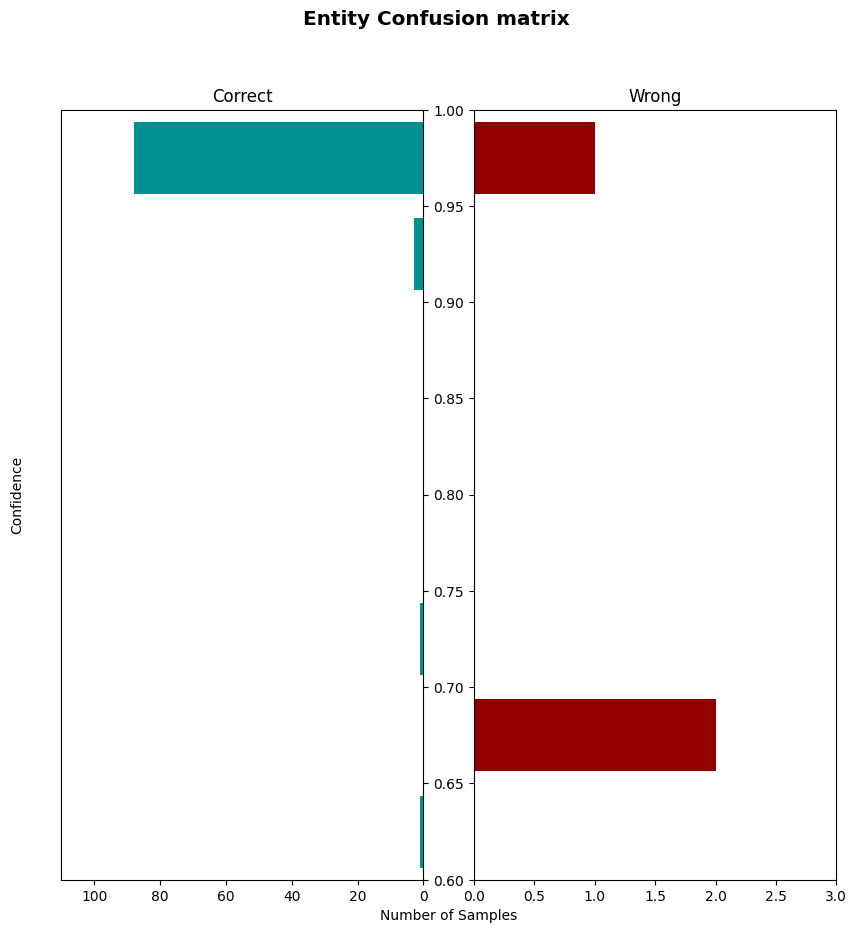 Entity Confusion matrix
Correct
Wrong
1.00
0.95
0.90
0.85
0.80
0.75
0.70
0.65
0.60
Confidence
100 80 60 40 20 0
0.0 0.5 1.0 1.5 2.0 2.5 3.0
Number of Samples